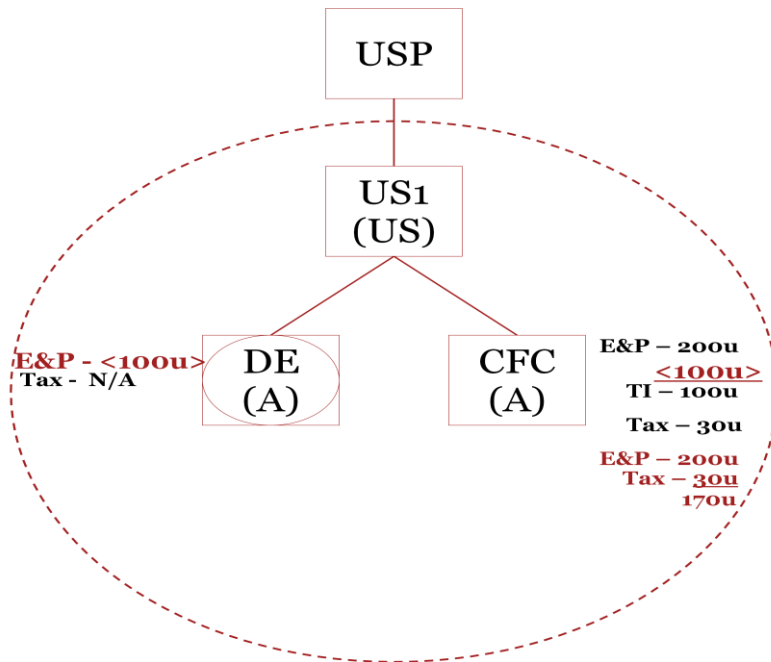 USP
US1
(US)
E&P - <100u>
Tax - N/A
DE
(A)
CFC
(A)
E&P – 200u
<100u>
TI – 100u
Tax – 30u
E&P – 200u
Tax – 30u
170u